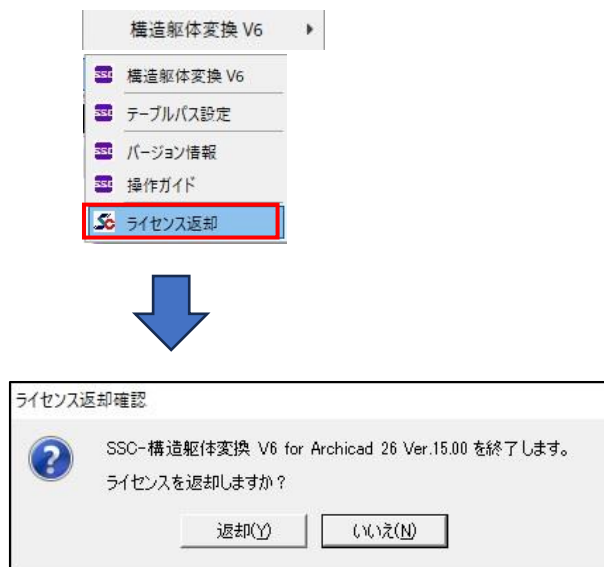 構造躯体変換 V6
SSC 構造躯体変換 V6
SSC テーブルパス設定
SSC バージョン情報
SSC 操作ガイド
ライセンス返却
ライセンス返却確認
SSC-構造躯体変換 V6 for Archicad 26 Ver.15.00 を終了します。
ライセンスを返却しますか？
返却(Y) いいえ(N)